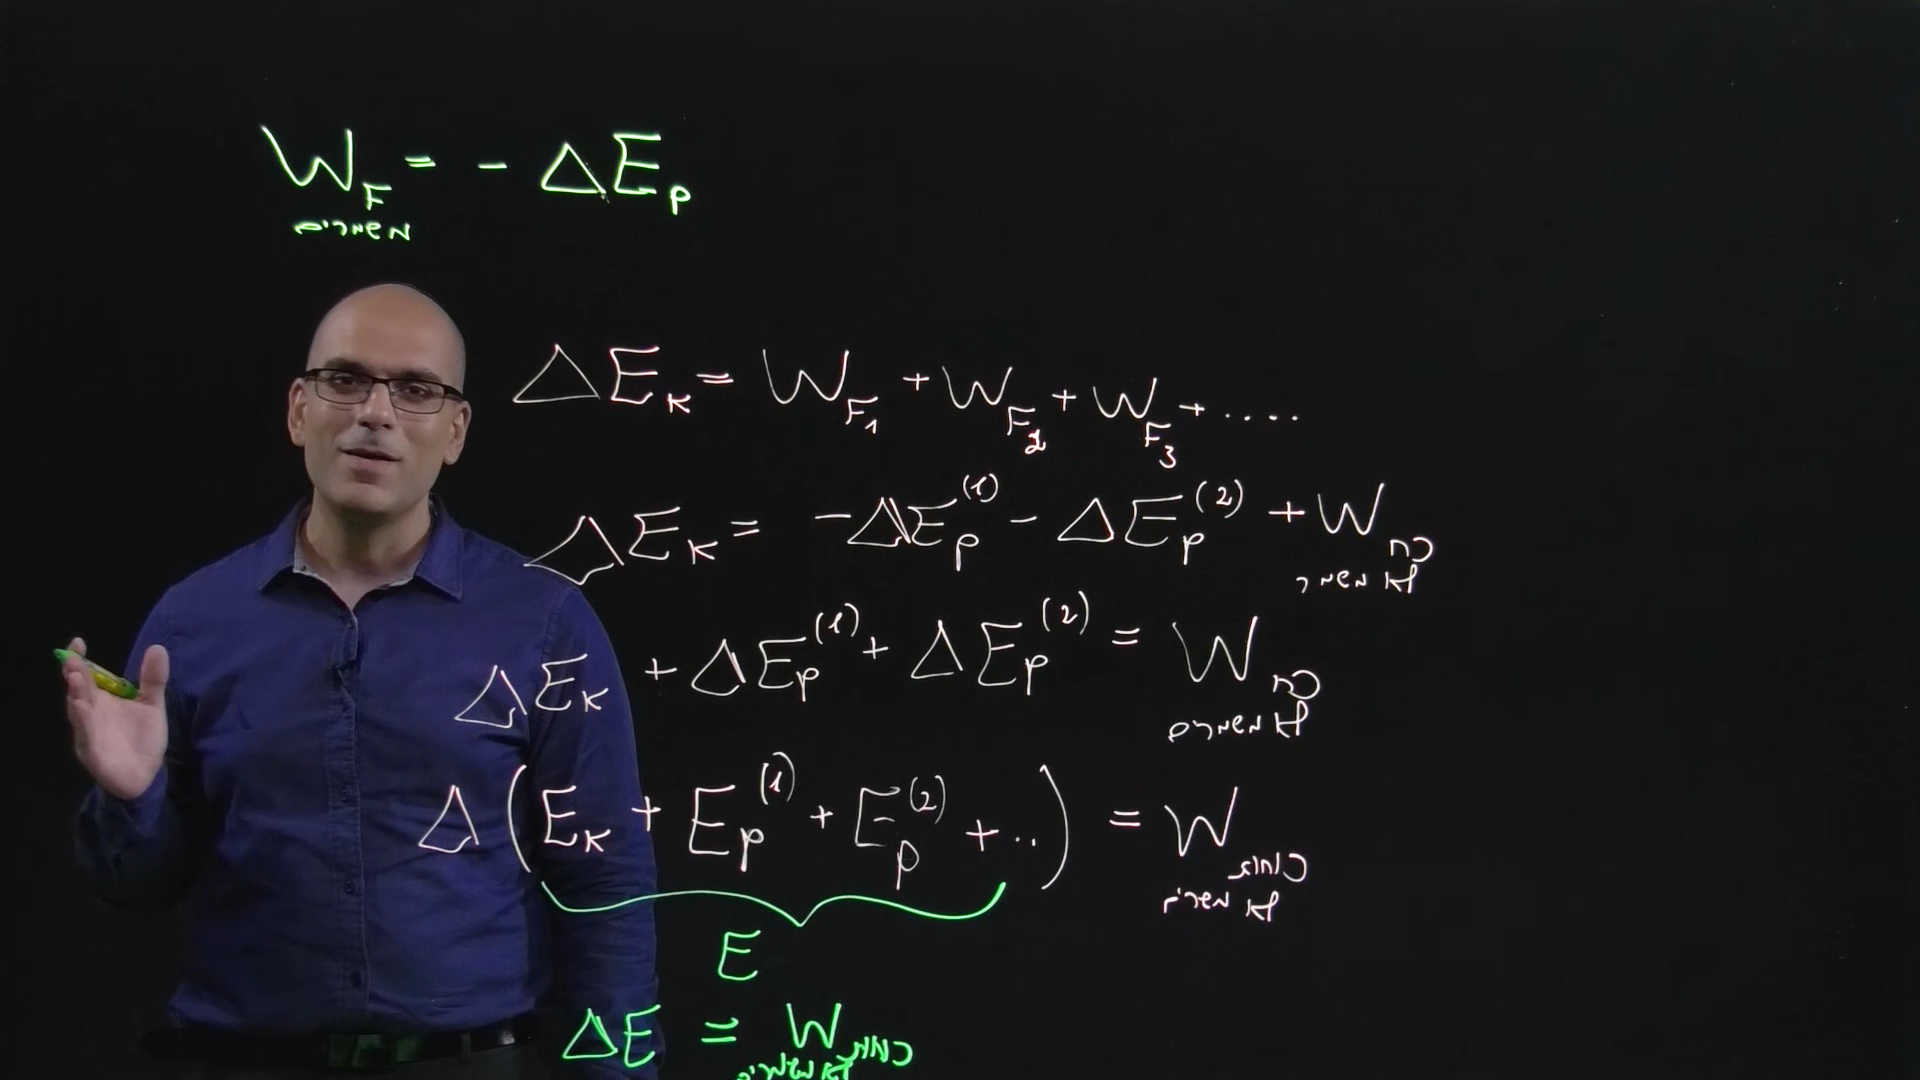 W_F = - ΔE_p
משמרים
ΔE_K = W_F1 + W_F2 + W_F3 + ....
ΔE_K = -ΔE_p^(1) - ΔE_p^(2) + W כח
לא משמר
ΔE_K + ΔE_p^(1) + ΔE_p^(2) = W כח
לא משמרים
Δ(E_K + E_p^(1) + E_p^(2) + ..) = W כוחות
לא
E
ΔE = W כוחות
לא משמרים